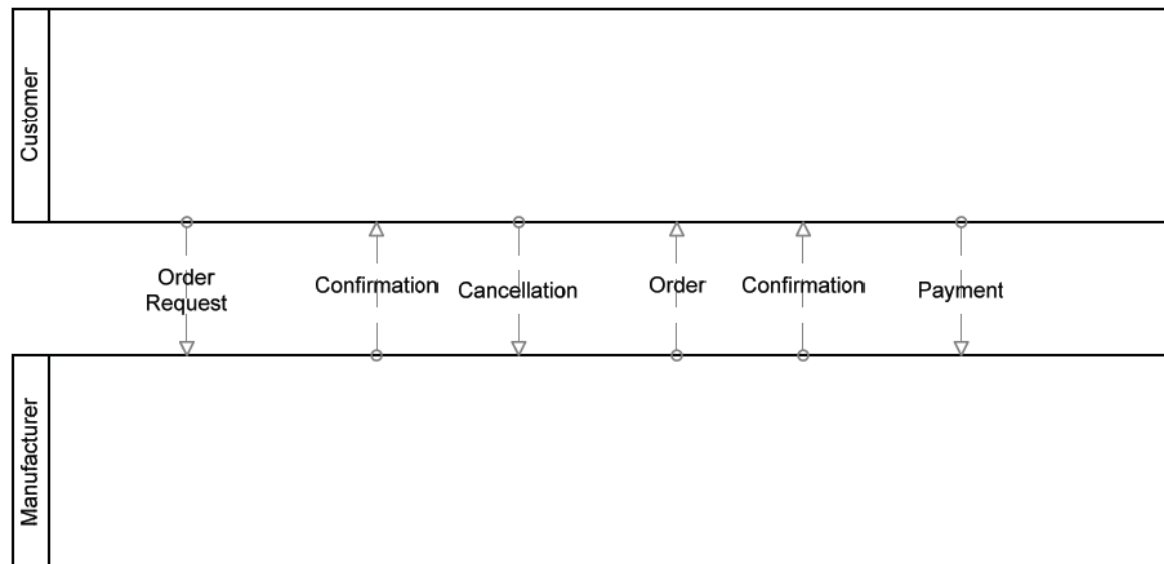 Customer
Order
Request
Confirmation
Cancellation
Order
Confirmation
Payment
Manufacturer